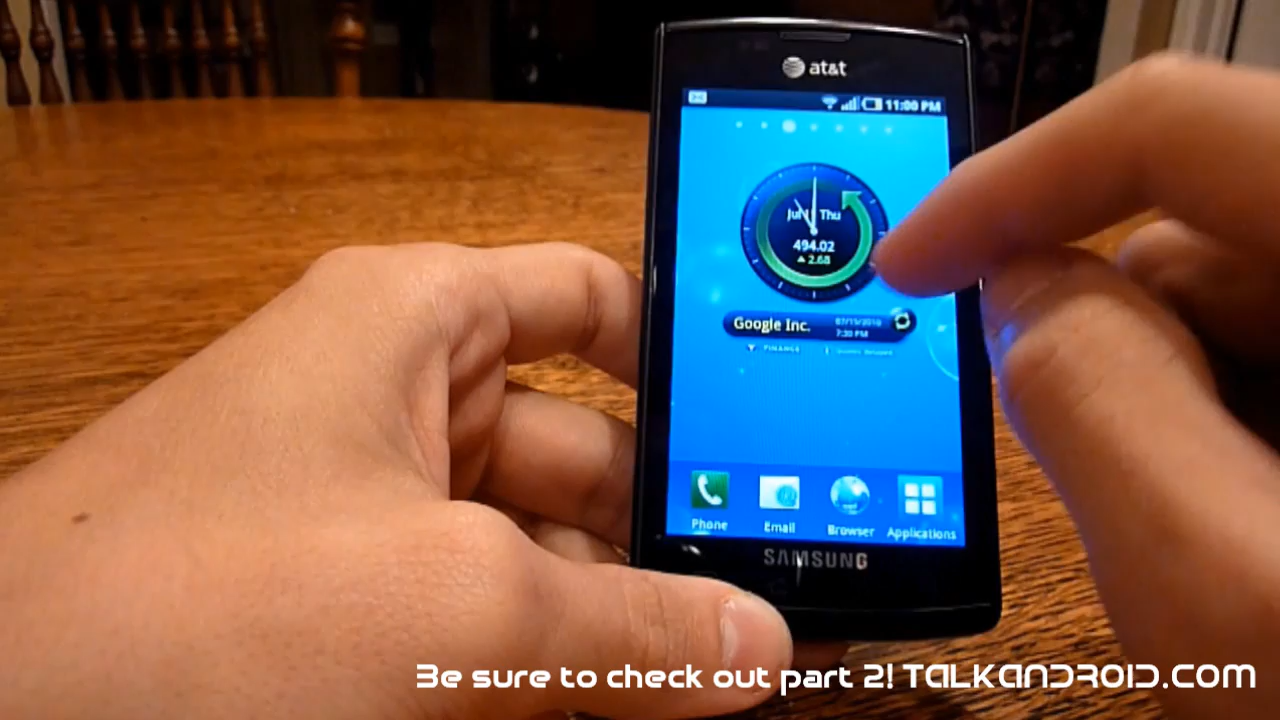 at&t
11:00 PM
Thu
494.02
▲2.68
Google Inc.
07/15/2010
7:30 PM
FINANCE
Phone Email Browser Applications
SAMSUNG
Be sure to check out part 2! TALKANDROID.COM